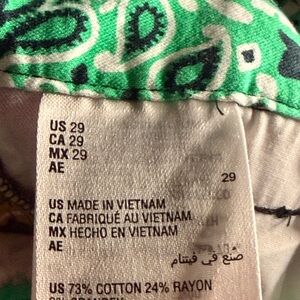 US 29
CA 29
MX 29
AE
29
US MADE IN VIETNAM
CA FABRIQUÉ AU VIETNAM
MX HECHO EN VIETNAM
AE
صنع في فيتنام
US 73% COTTON 24% RAYON